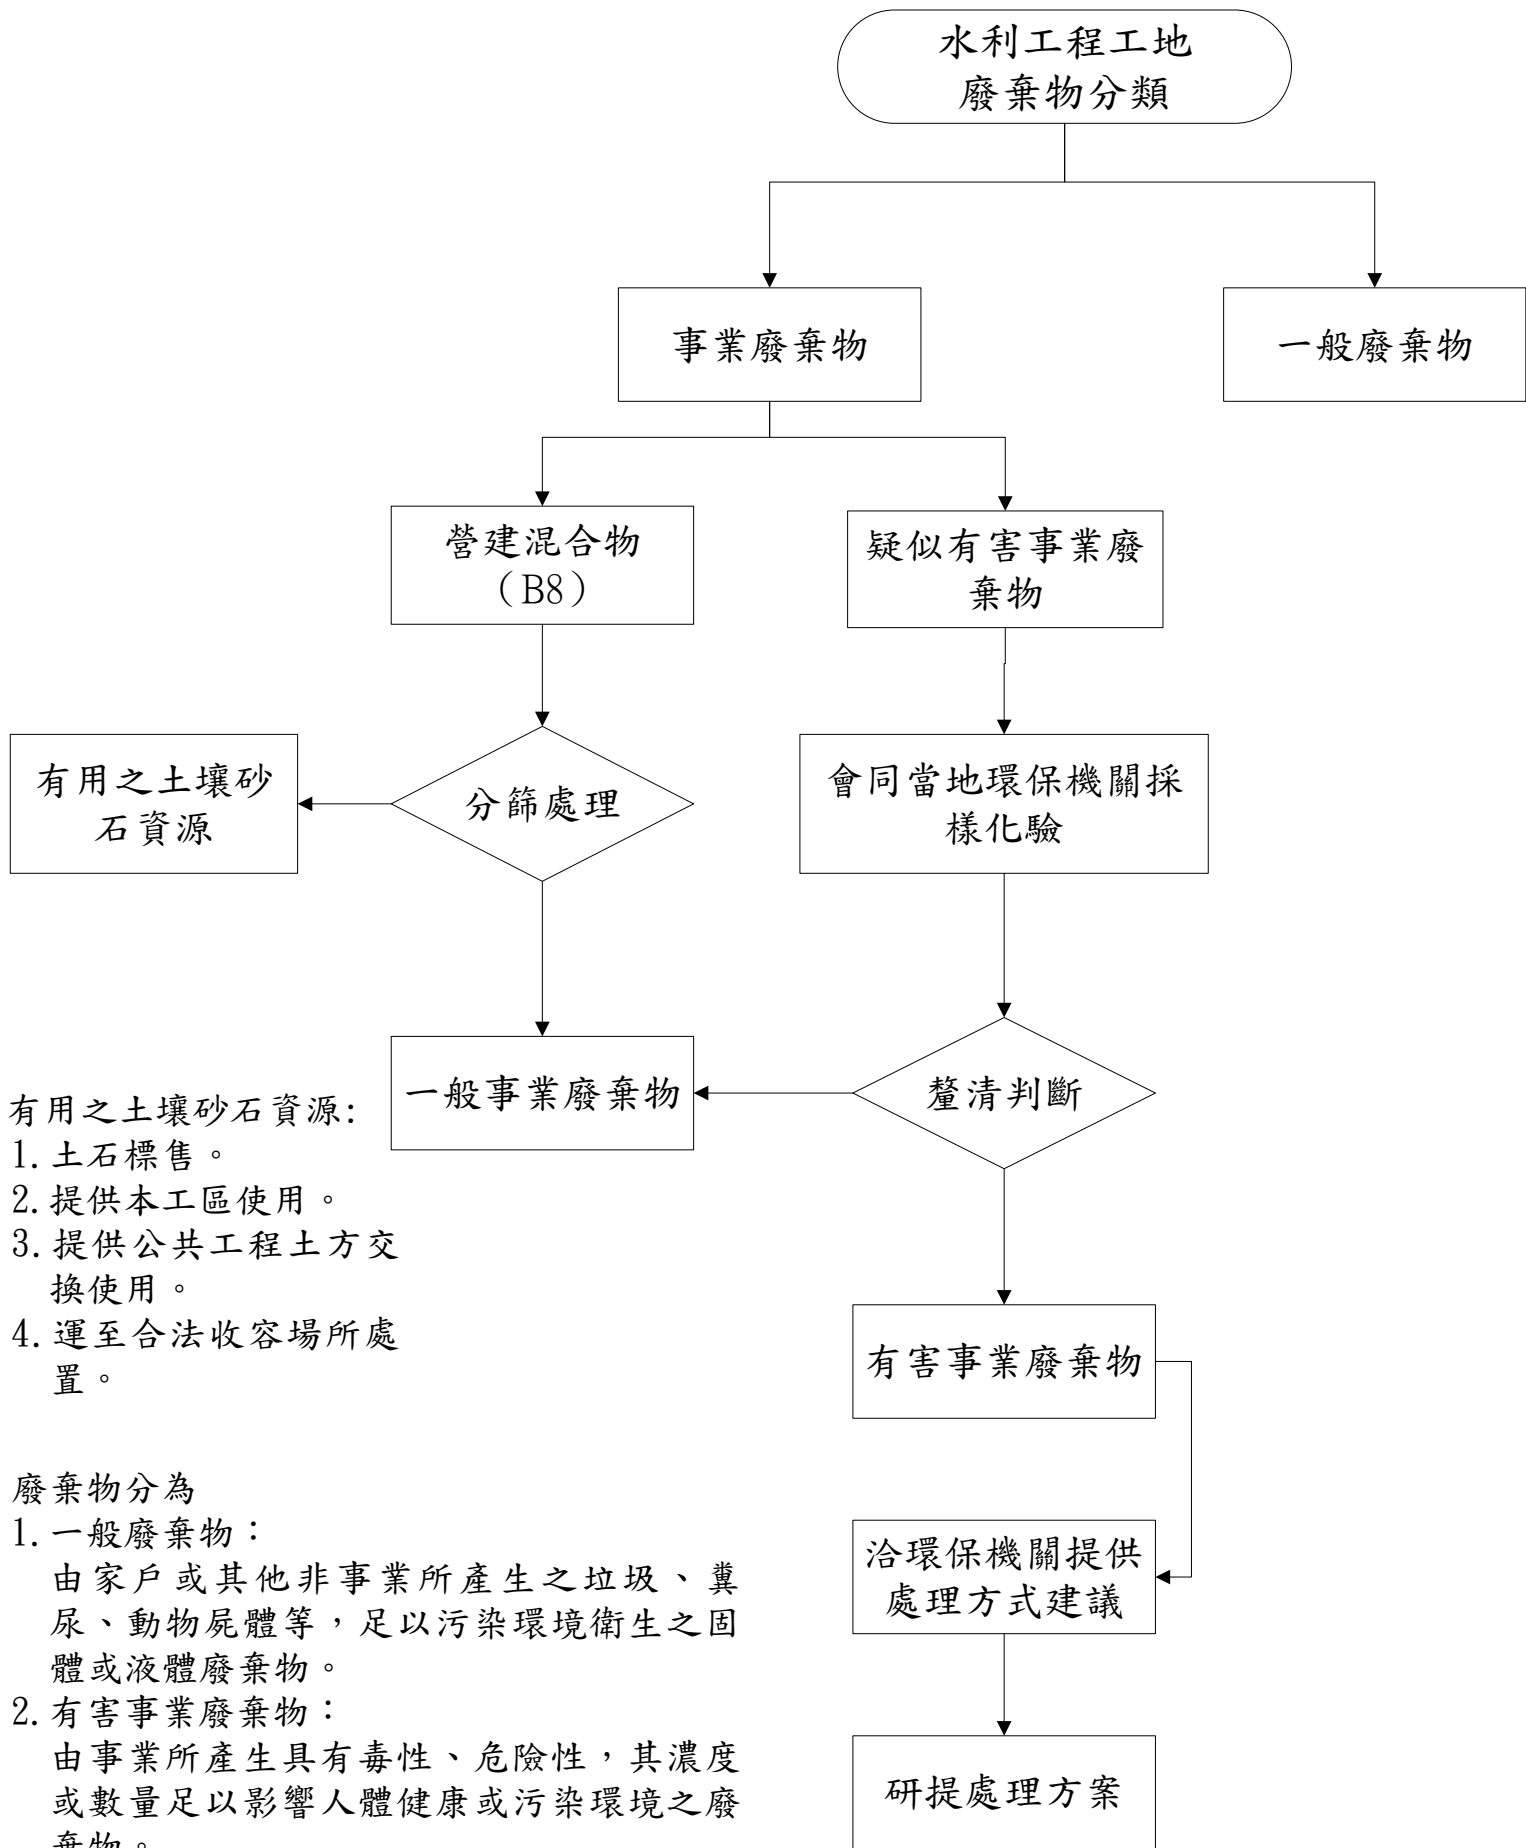 水利工程工地
廢棄物分類
事業廢棄物
一般廢棄物
營建混合物
（B8）
疑似有害事業廢
棄物
有用之土壤砂
石資源
分篩處理
會同當地環保機關採
樣化驗
一般事業廢棄物
釐清判斷
有用之土壤砂石資源:
1.土石標售。
2.提供本工區使用。
3.提供公共工程土方交
換使用。
4.運至合法收容場所處
置。
有害事業廢棄物
洽環保機關提供
處理方式建議
研提處理方案
廢棄物分為
1.一般廢棄物：
由家戶或其他非事業所產生之垃圾、糞
尿、動物屍體等，足以污染環境衛生之固
體或液體廢棄物。
2.有害事業廢棄物：
由事業所產生具有毒性、危險性，其濃度
或數量足以影響人體健康或污染環境之廢
棄物。